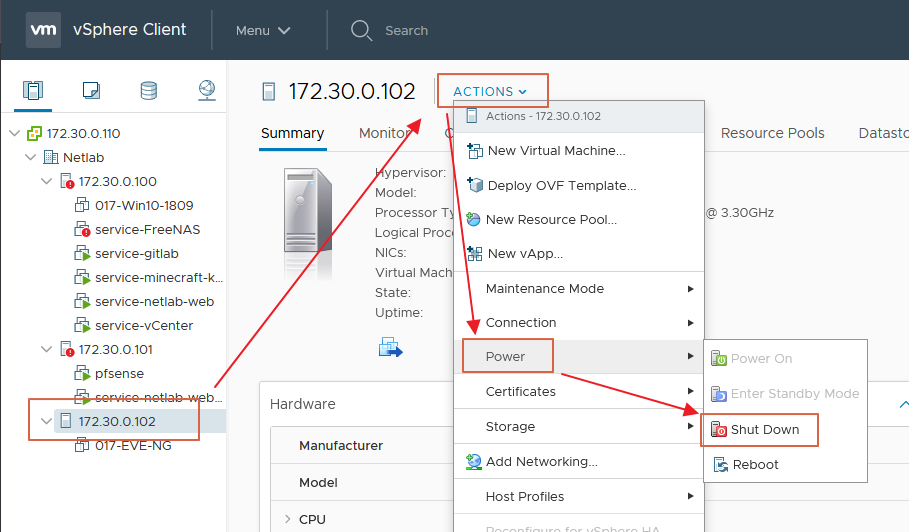 vm vSphere Client Menu Search
172.30.0.102 ACTIONS
Actions - 172.30.0.102
Summary Monitor C Resource Pools Datasto
172.30.0.110
Netlab
172.30.0.100
017-Win10-1809
service-FreeNAS
service-gitlab
service-minecraft-k...
service-netlab-web
service-vCenter
172.30.0.101
pfsense
service-netlab-web...
172.30.0.102
017-EVE-NG
Hypervisor:
Model:
Processor Ty
@ 3.30GHz
Logical Proce
NICs:
Virtual Mach
State:
Uptime:
Hardware
Manufacturer
Model
CPU
New Virtual Machine...
Deploy OVF Template...
New Resource Pool...
New vApp...
Maintenance Mode
Connection
Power
Certificates
Storage
Add Networking...
Host Profiles
Reconfigure for vSphere HA
Power On
Enter Standby Mode
Shut Down
Reboot